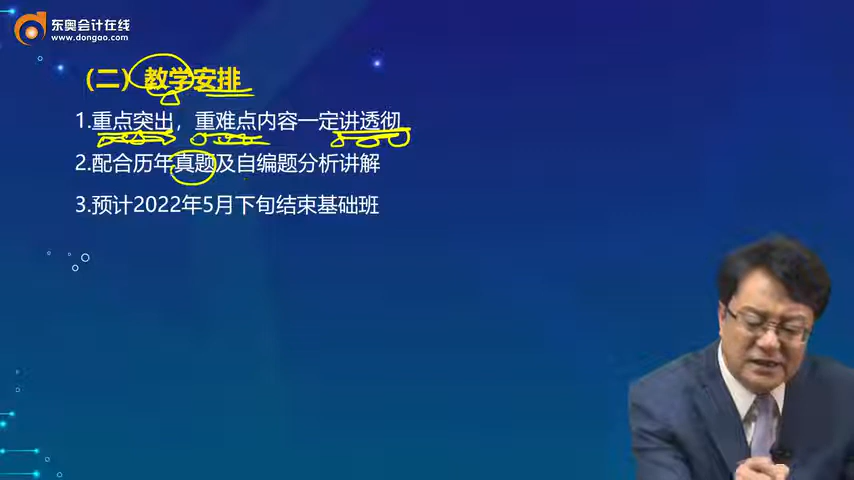 东奥会计在线
www.dongao.com
（二）教学安排
1.重点突出，重难点内容一定讲透彻
2.配合历年真题及自编题分析讲解
3.预计2022年5月下旬结束基础班